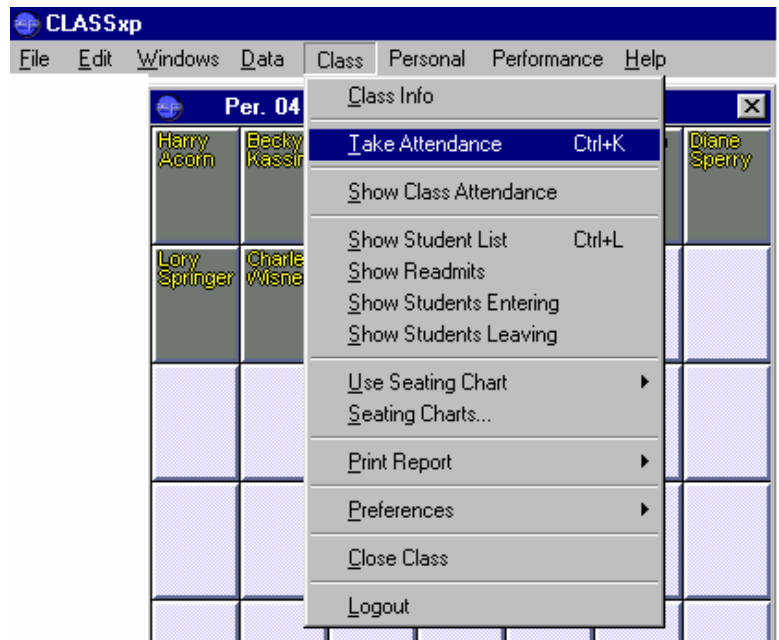 CLASSxp
File Edit Windows Data Class Personal Performance Help
Per. 04
Harry
Acorn
Becky
Diane
Sperry
Lory
Springer
Class Info
Take Attendance Ctrl+K
Show Class Attendance
Show Student List Ctrl+L
Show Readmits
Show Students Entering
Show Students Leaving
Use Seating Chart
Seating Charts...
Print Report
Preferences
Close Class
Logout